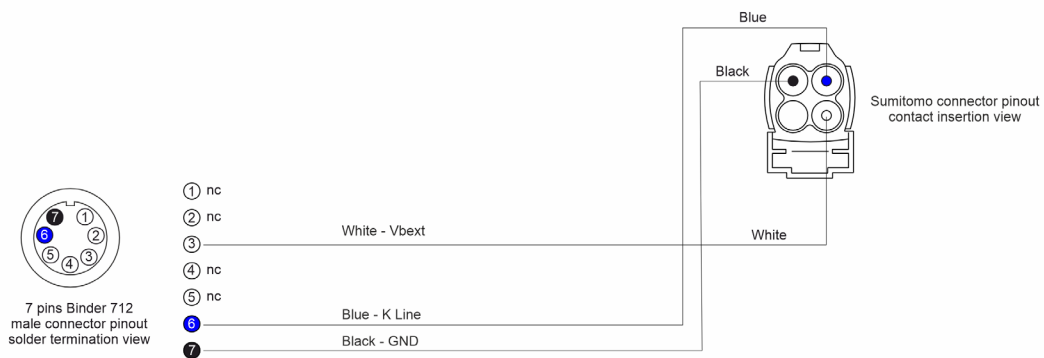 Blue
Black
Sumitomo connector pinout
contact insertion view
1 nc
2 nc
3 White - Vbext White
4 nc
5 nc
6 Blue - K Line
7 Black - GND
7 1
6 2
5 4 3
7 pins Binder 712
male connector pinout
solder termination view